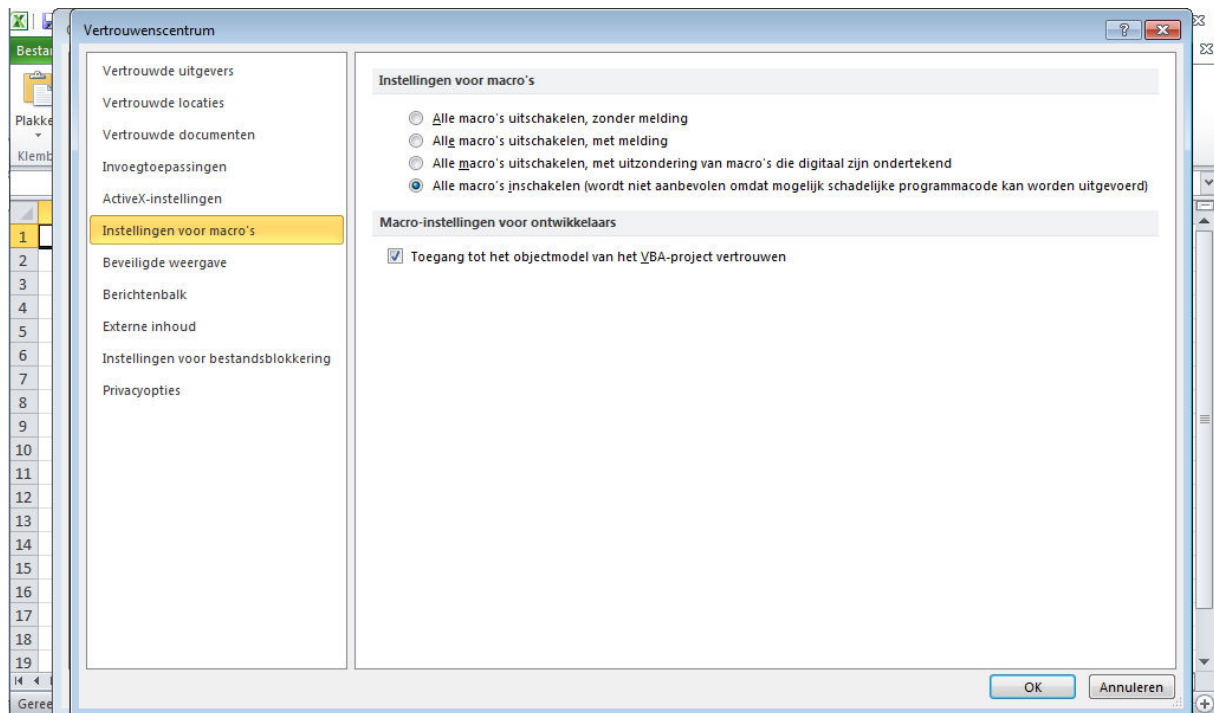 Vertrouwenscentrum
Vertrouwde uitgevers
Vertrouwde locaties
Vertrouwde documenten
Invoegtoepassingen
ActiveX-instellingen
Instellingen voor macro's
Beveiligde weergave
Berichtenbalk
Externe inhoud
Instellingen voor bestandsblokkering
Privacyopties
Instellingen voor macro's
Alle macro's uitschakelen, zonder melding
Alle macro's uitschakelen, met melding
Alle macro's uitschakelen, met uitzondering van macro's die digitaal zijn ondertekend
Alle macro's inschakelen (wordt niet aanbevolen omdat mogelijk schadelijke programmacode kan worden uitgevoerd)
Macro-instellingen voor ontwikkelaars
Toegang tot het objectmodel van het VBA-project vertrouwen
OK
Annuleren
Besta
Plakke
Klemb
1
2
3
4
5
6
7
8
9
10
11
12
13
14
15
16
17
18
19
Geree